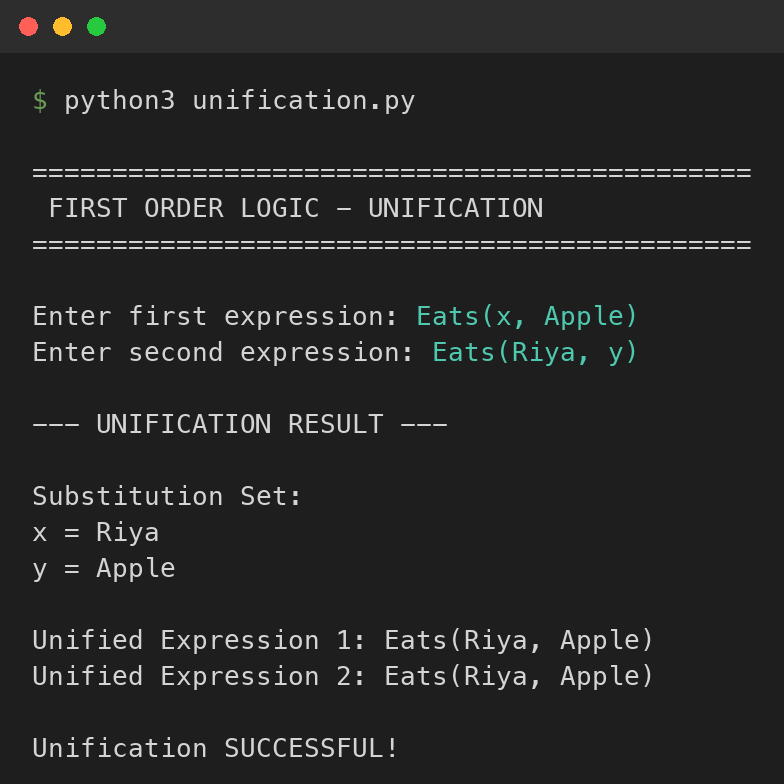 $ python3 unification.py
=============================================
FIRST ORDER LOGIC – UNIFICATION
=============================================
Enter first expression: Eats(x, Apple)
Enter second expression: Eats(Riya, y)
––– UNIFICATION RESULT –––
Substitution Set:
x = Riya
y = Apple
Unified Expression 1: Eats(Riya, Apple)
Unified Expression 2: Eats(Riya, Apple)
Unification SUCCESSFUL!